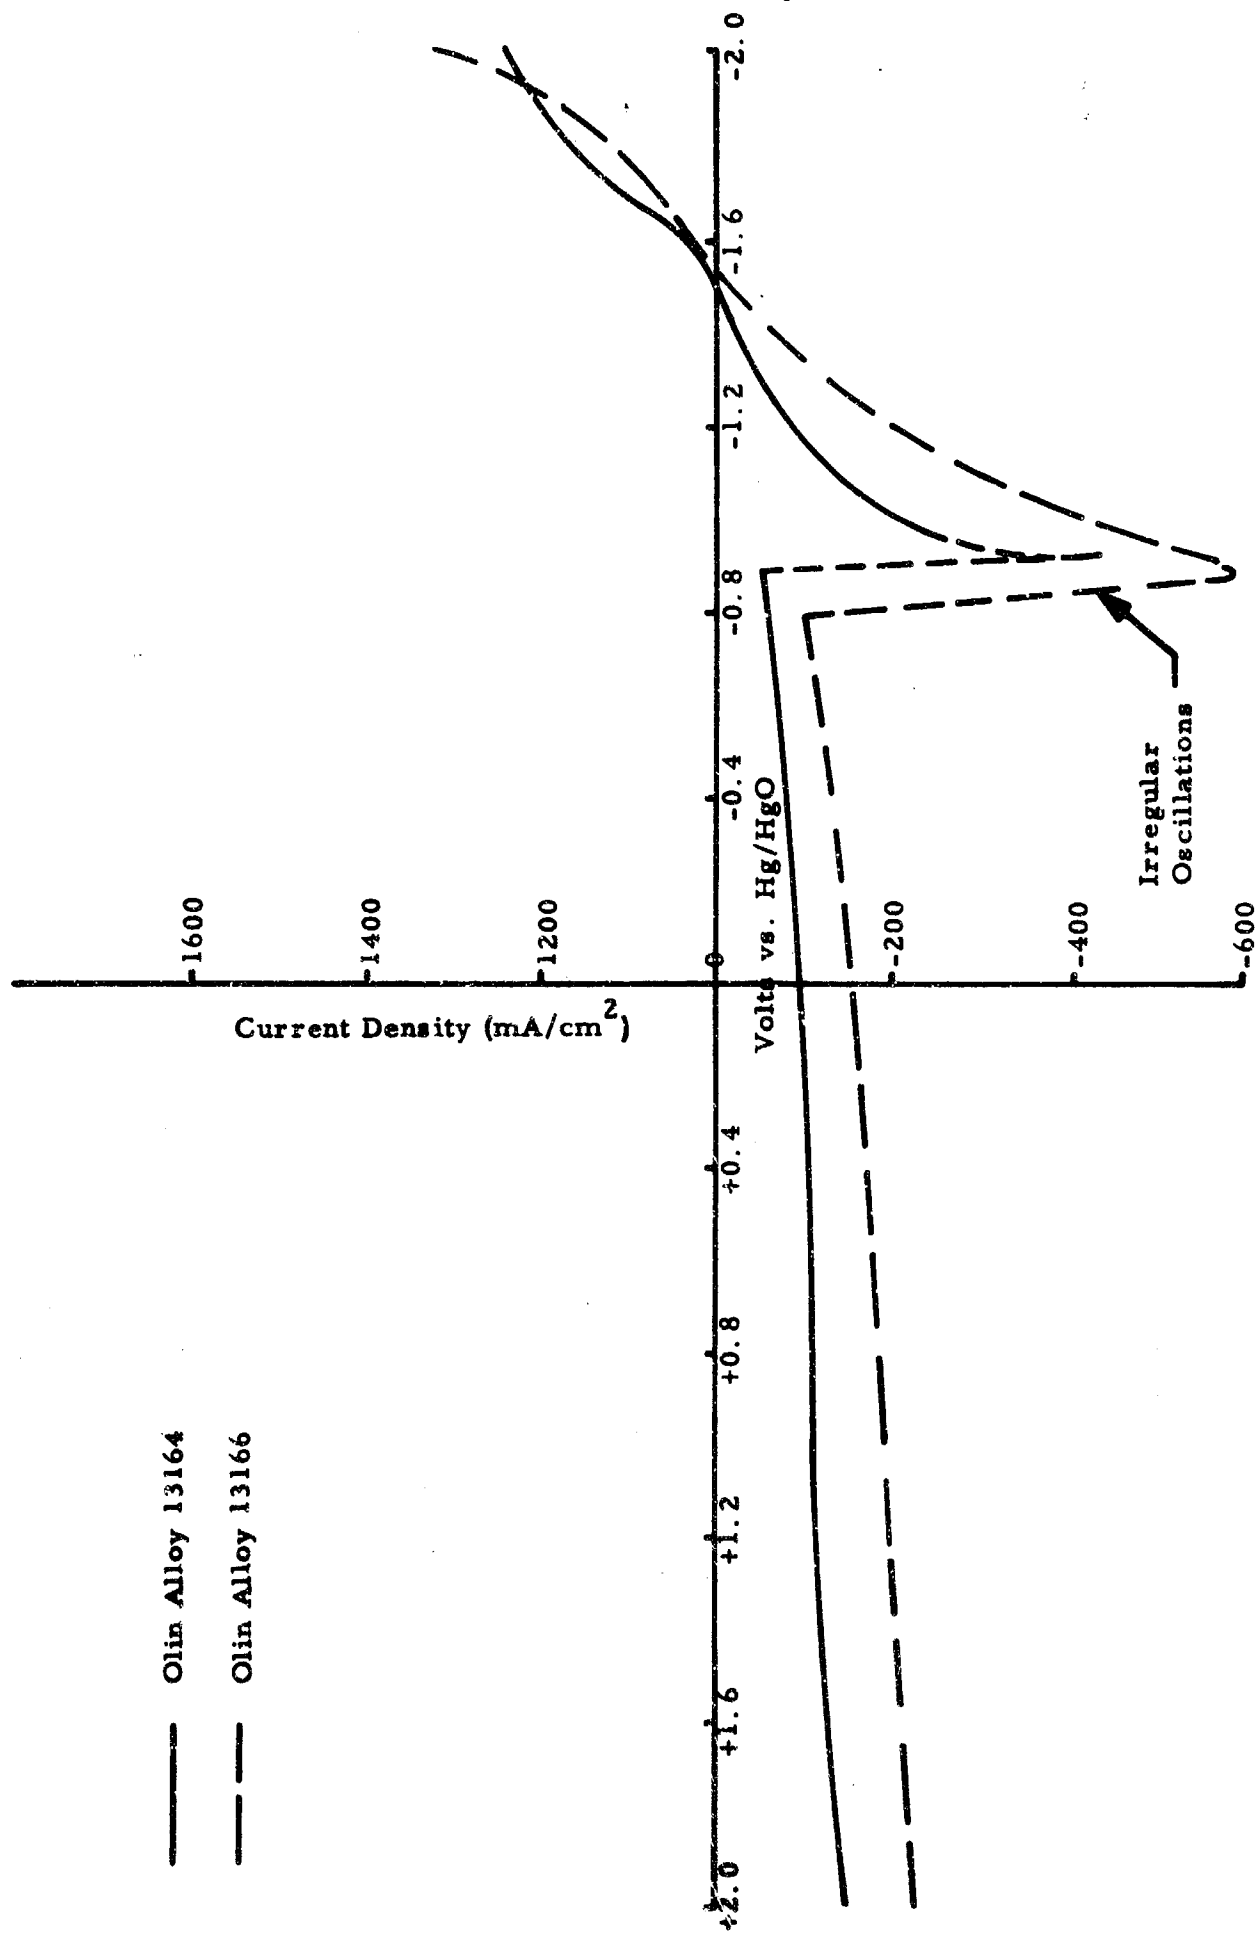 Olin Alloy 13164
Olin Alloy 13166
Current Density (mA/cm2)
1600
1400
1200
0
-200
-400
-600
+2.0
+1.6
+1.2
+0.8
+0.4
-0.4
-0.8
-1.2
-1.6
-2.0
Volts vs. Hg/HgO
Irregular
Oscillations